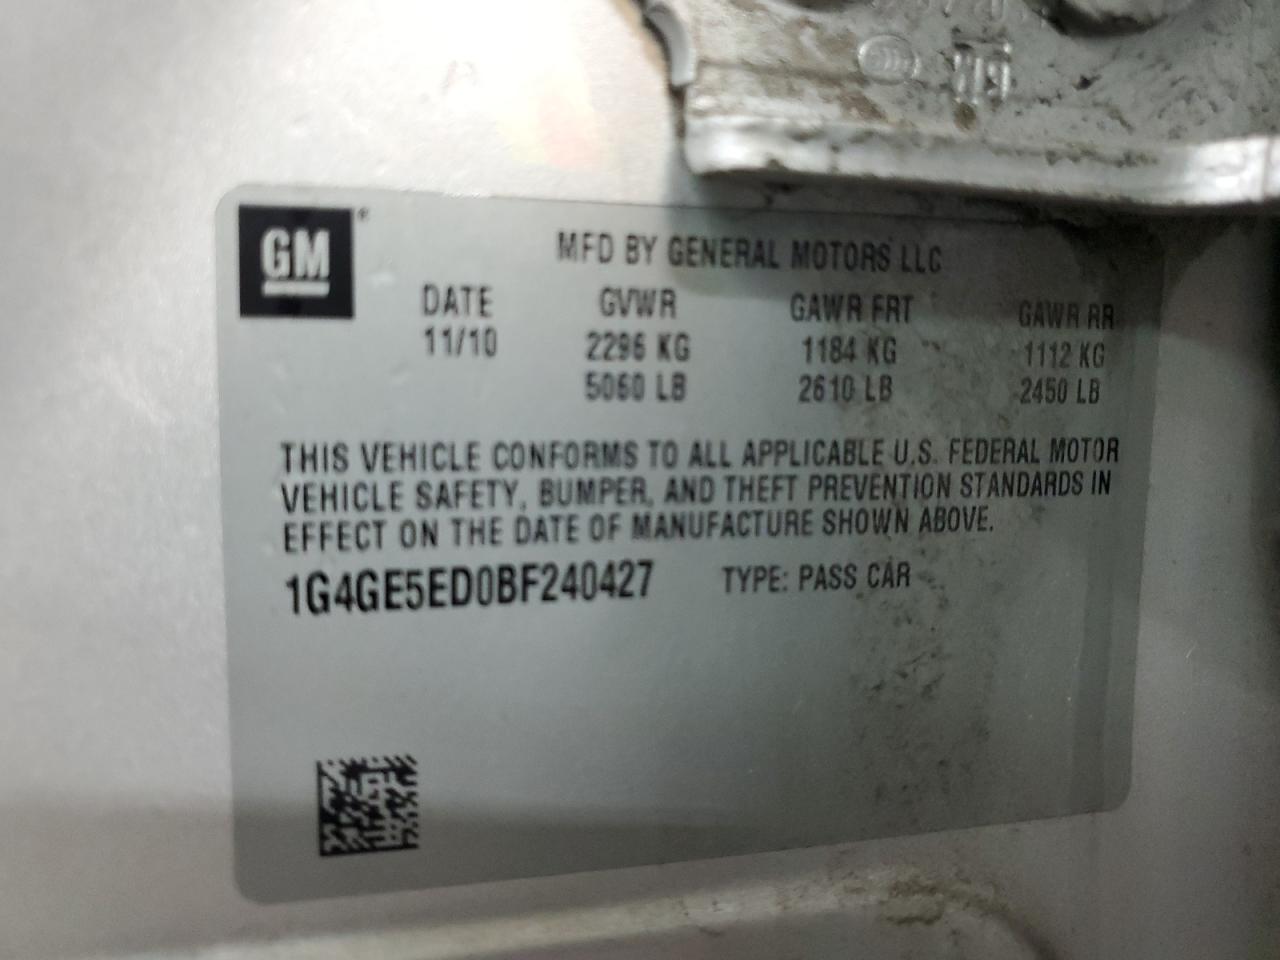 GM®
MFD BY GENERAL MOTORS LLC
DATE GVWR GAWR FRT GAWR RR
11/10 2296 KG 1184 KG 1112 KG
5060 LB 2610 LB 2450 LB
THIS VEHICLE CONFORMS TO ALL APPLICABLE U.S. FEDERAL MOTOR
VEHICLE SAFETY, BUMPER, AND THEFT PREVENTION STANDARDS IN
EFFECT ON THE DATE OF MANUFACTURE SHOWN ABOVE.
1G4GE5ED0BF240427 TYPE: PASS CAR